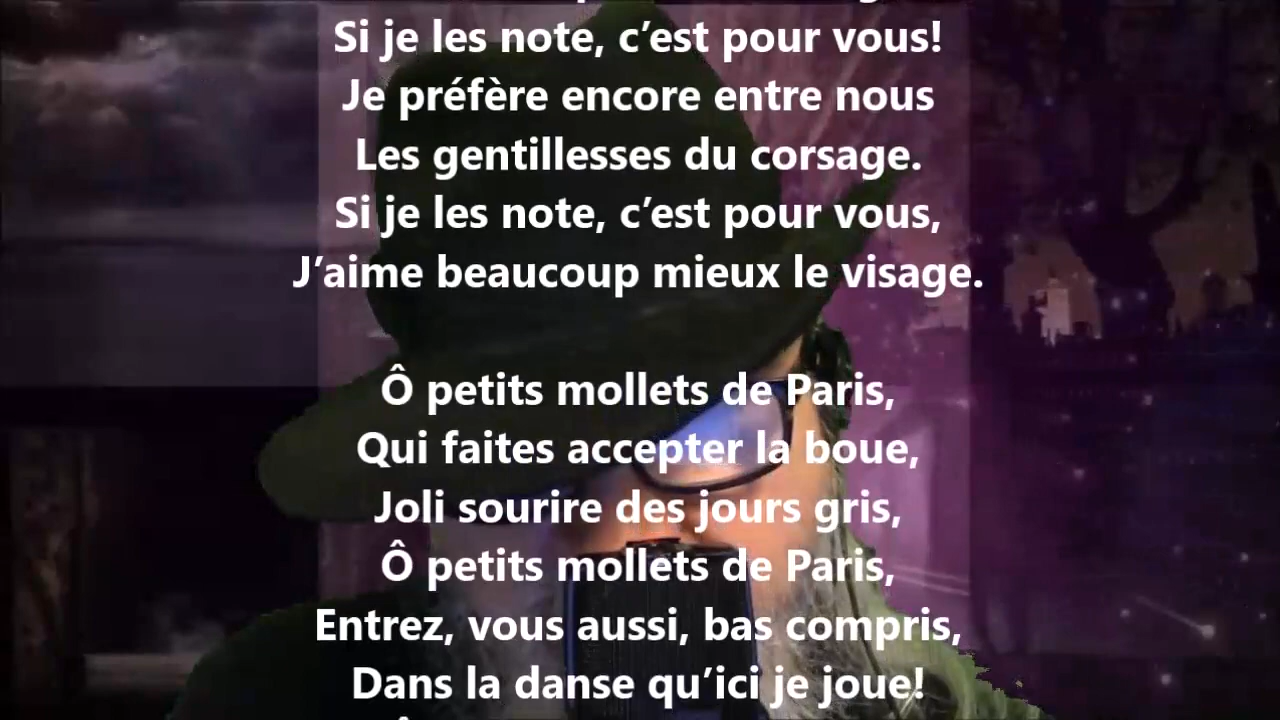 Si je les note, c’est pour vous!
Je préfère encore entre nous
Les gentillesses du corsage.
Si je les note, c’est pour vous,
J’aime beaucoup mieux le visage.
Ô petits mollets de Paris,
Qui faites accepter la boue,
Joli sourire des jours gris,
Ô petits mollets de Paris,
Entrez, vous aussi, bas compris,
Dans la danse qu’ici je joue!